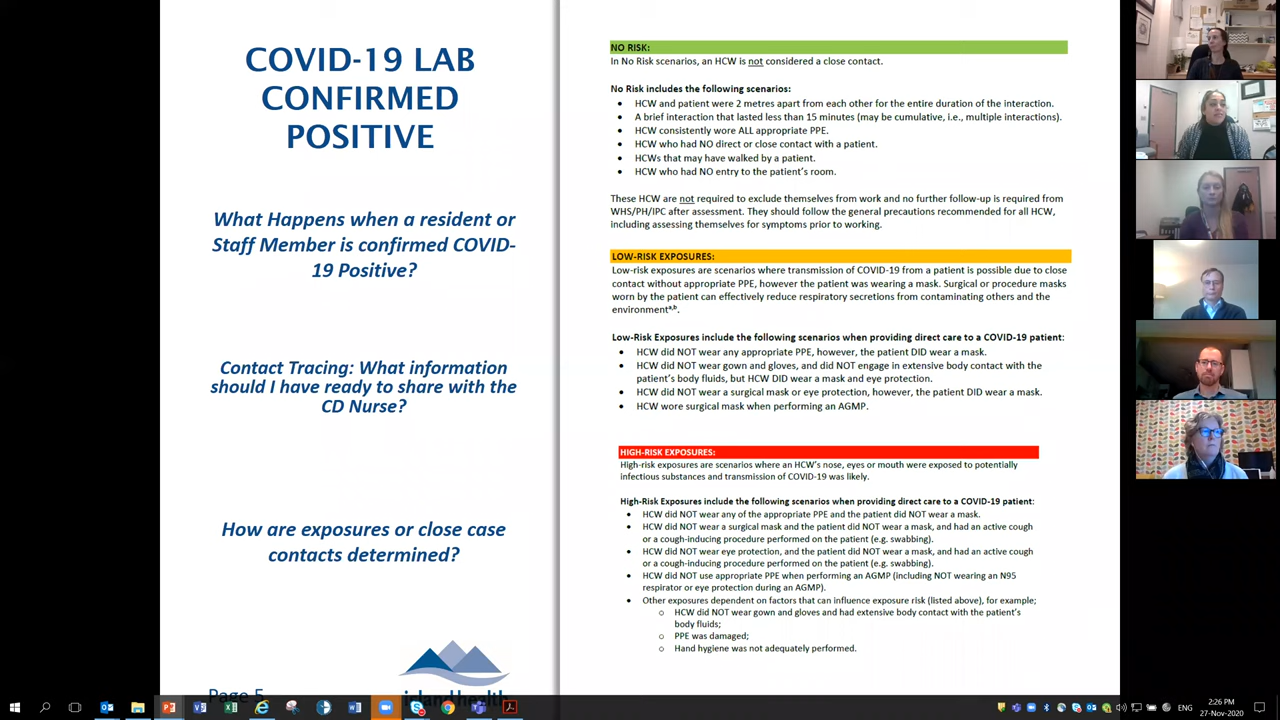 COVID-19 LAB
CONFIRMED
POSITIVE
What Happens when a resident or
Staff Member is confirmed COVID-
19 Positive?
Contact Tracing: What information
should I have ready to share with the
CD Nurse?
How are exposures or close case
contacts determined?
Page 5
island health
NO RISK:
In No Risk scenarios, an HCW is not considered a close contact.
No Risk includes the following scenarios:
• HCW and patient were 2 metres apart from each other for the entire duration of the interaction.
• A brief interaction that lasted less than 15 minutes (may be cumulative, i.e., multiple interactions).
• HCW consistently wore ALL appropriate PPE.
• HCW who had NO direct or close contact with a patient.
• HCWs that may have walked by a patient.
• HCW who had NO entry to the patient's room.
These HCW are not required to exclude themselves from work and no further follow-up is required from
WHS/PH/IPC after assessment. They should follow the general precautions recommended for all HCW,
including assessing themselves for symptoms prior to working.
LOW-RISK EXPOSURES:
Low-risk exposures are scenarios where transmission of COVID-19 from a patient is possible due to close
contact without appropriate PPE, however the patient was wearing a mask. Surgical or procedure masks
worn by the patient can effectively reduce respiratory secretions from contaminating others and the
environmentᵃ,ᵇ.
Low-Risk Exposures include the following scenarios when providing direct care to a COVID-19 patient:
• HCW did NOT wear any appropriate PPE, however, the patient DID wear a mask.
• HCW did NOT wear gown and gloves, and did NOT engage in extensive body contact with the
patient's body fluids, but HCW DID wear a mask and eye protection.
• HCW did NOT wear a surgical mask or eye protection, however, the patient DID wear a mask.
• HCW wore surgical mask when performing an AGMP.
HIGH-RISK EXPOSURES:
High-risk exposures are scenarios where an HCW's nose, eyes or mouth were exposed to potentially
infectious substances and transmission of COVID-19 was likely.
High-Risk Exposures include the following scenarios when providing direct care to a COVID-19 patient:
• HCW did NOT wear any of the appropriate PPE and the patient did NOT wear a mask.
• HCW did NOT wear a surgical mask and the patient did NOT wear a mask, and had an active cough
or a cough-inducing procedure performed on the patient (e.g. swabbing).
• HCW did NOT wear eye protection, and the patient did NOT wear a mask, and had an active cough
or a cough-inducing procedure performed on the patient (e.g. swabbing).
• HCW did NOT use appropriate PPE when performing an AGMP (including NOT wearing an N95
respirator or eye protection during an AGMP).
• Other exposures dependent on factors that can influence exposure risk (listed above), for example;
o HCW did NOT wear gown and gloves and had extensive body contact with the patient's
body fluids;
o PPE was damaged;
o Hand hygiene was not adequately performed.
ENG
2:26 PM
27-Nov-2020